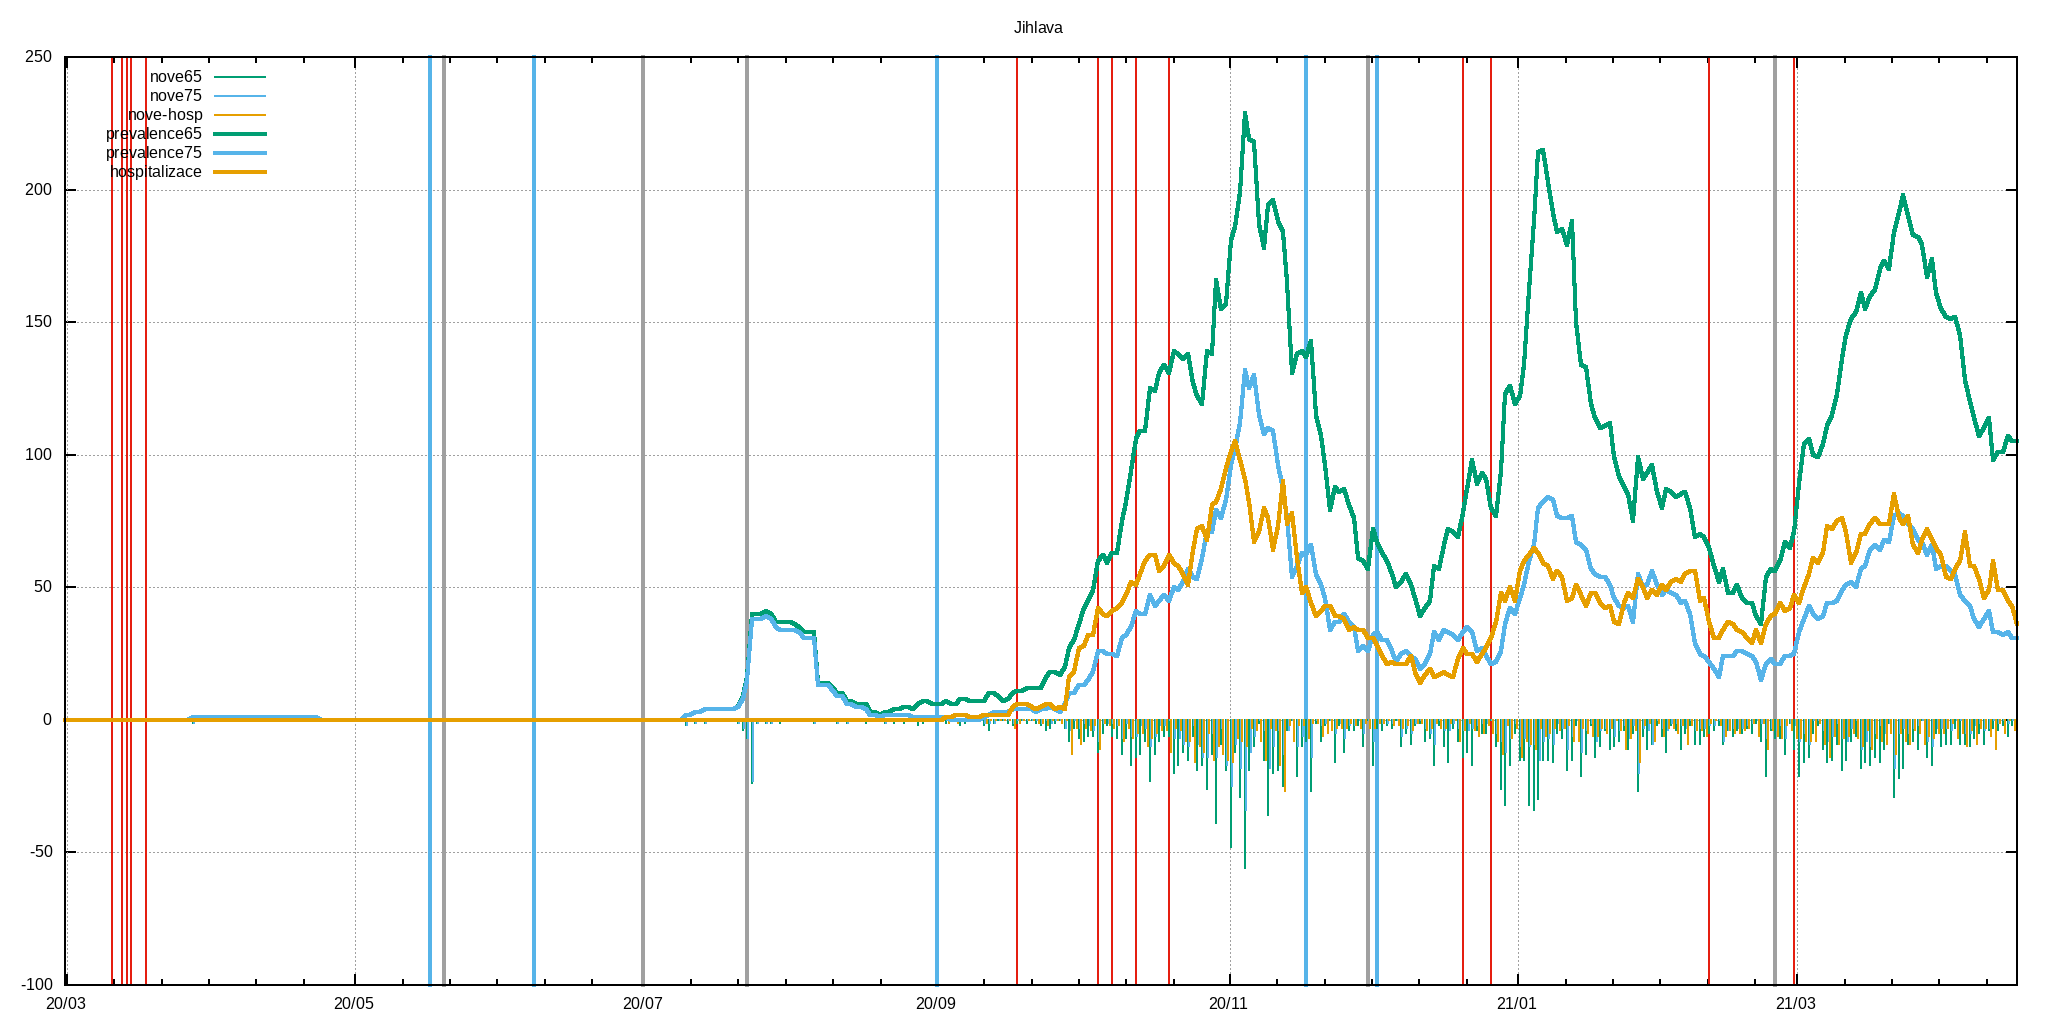 Jihlava
250
200
150
100
50
0
-50
-100
nove65
nove75
nove-hosp
prevalence65
prevalence75
hospitalizace
20/03 20/05 20/07 20/09 20/11 21/01 21/03